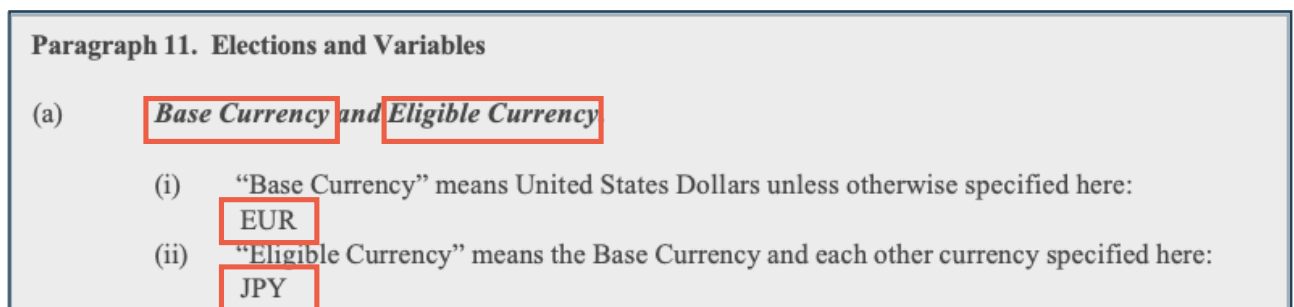 Paragraph 11. Elections and Variables
(a) Base Currency and Eligible Currency
(i) “Base Currency” means United States Dollars unless otherwise specified here:
EUR
(ii) “Eligible Currency” means the Base Currency and each other currency specified here:
JPY